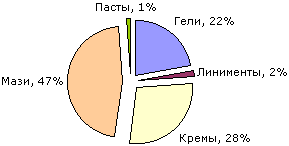 Пасты, 1%
Гели, 22%
Линименты, 2%
Мази, 47%
Кремы, 28%